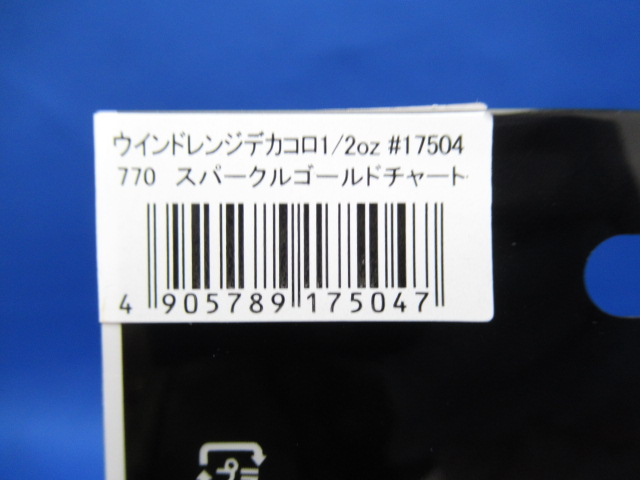 ウインドレンジデカコロ1/2oz #17504
770 スパークルゴールドチャート
4 905789 175047
プ